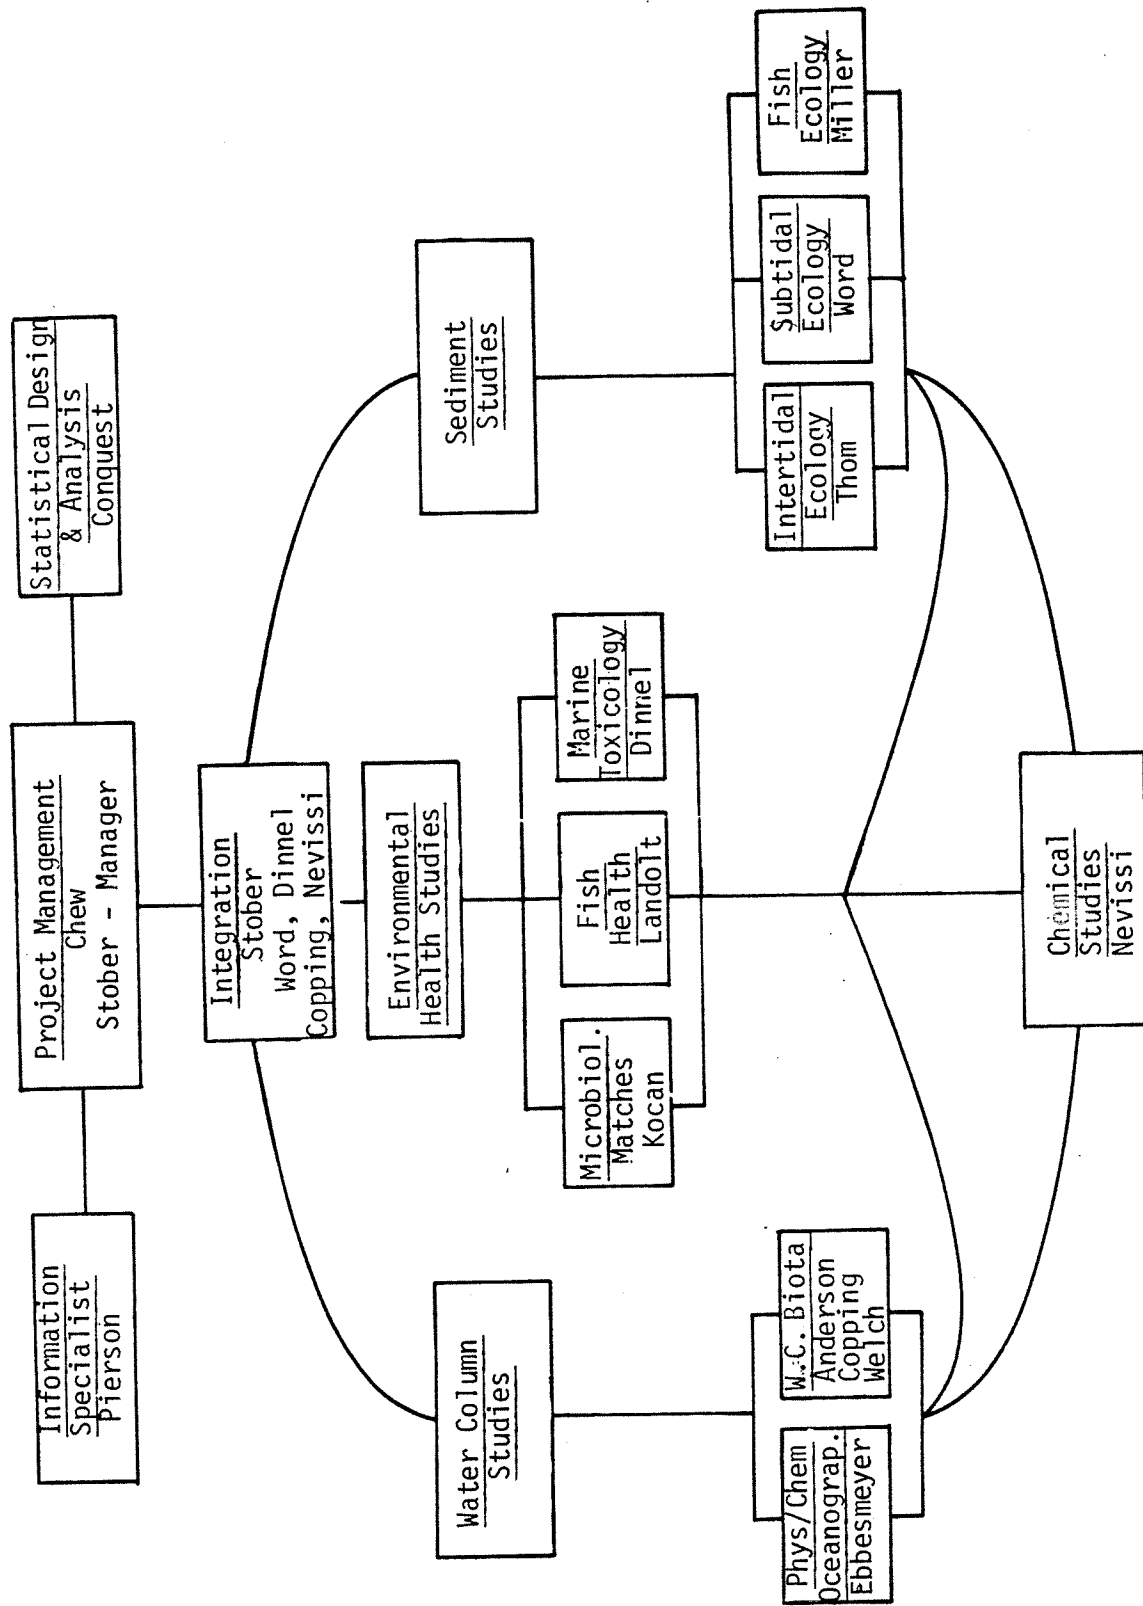 Information
Specialist
Pierson
Project Management
Chew
Stober - Manager
Statistical Design
& Analysis
Conquest
Integration
Stober
Word, Dinnel
Copping, Nevissi
Water Column
Studies
Environmental
Health Studies
Sediment
Studies
Phys/Chem
Oceanograp.
Ebbesmeyer
W.C. Biota
Anderson
Copping
Welch
Microbiol.
Matches
Kocan
Fish
Health
Landolt
Marine
Toxicology
Dinnel
Intertidal
Ecology
Thom
Subtidal
Ecology
Word
Fish
Ecology
Miller
Chemical
Studies
Nevissi